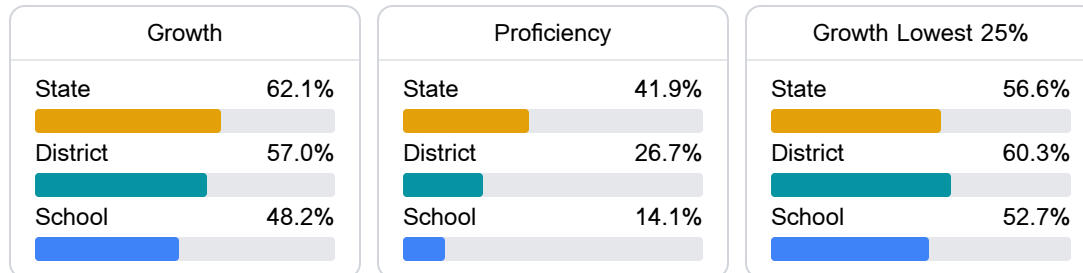 Growth
State 62.1%
District 57.0%
School 48.2%
Proficiency
State 41.9%
District 26.7%
School 14.1%
Growth Lowest 25%
State 56.6%
District 60.3%
School 52.7%